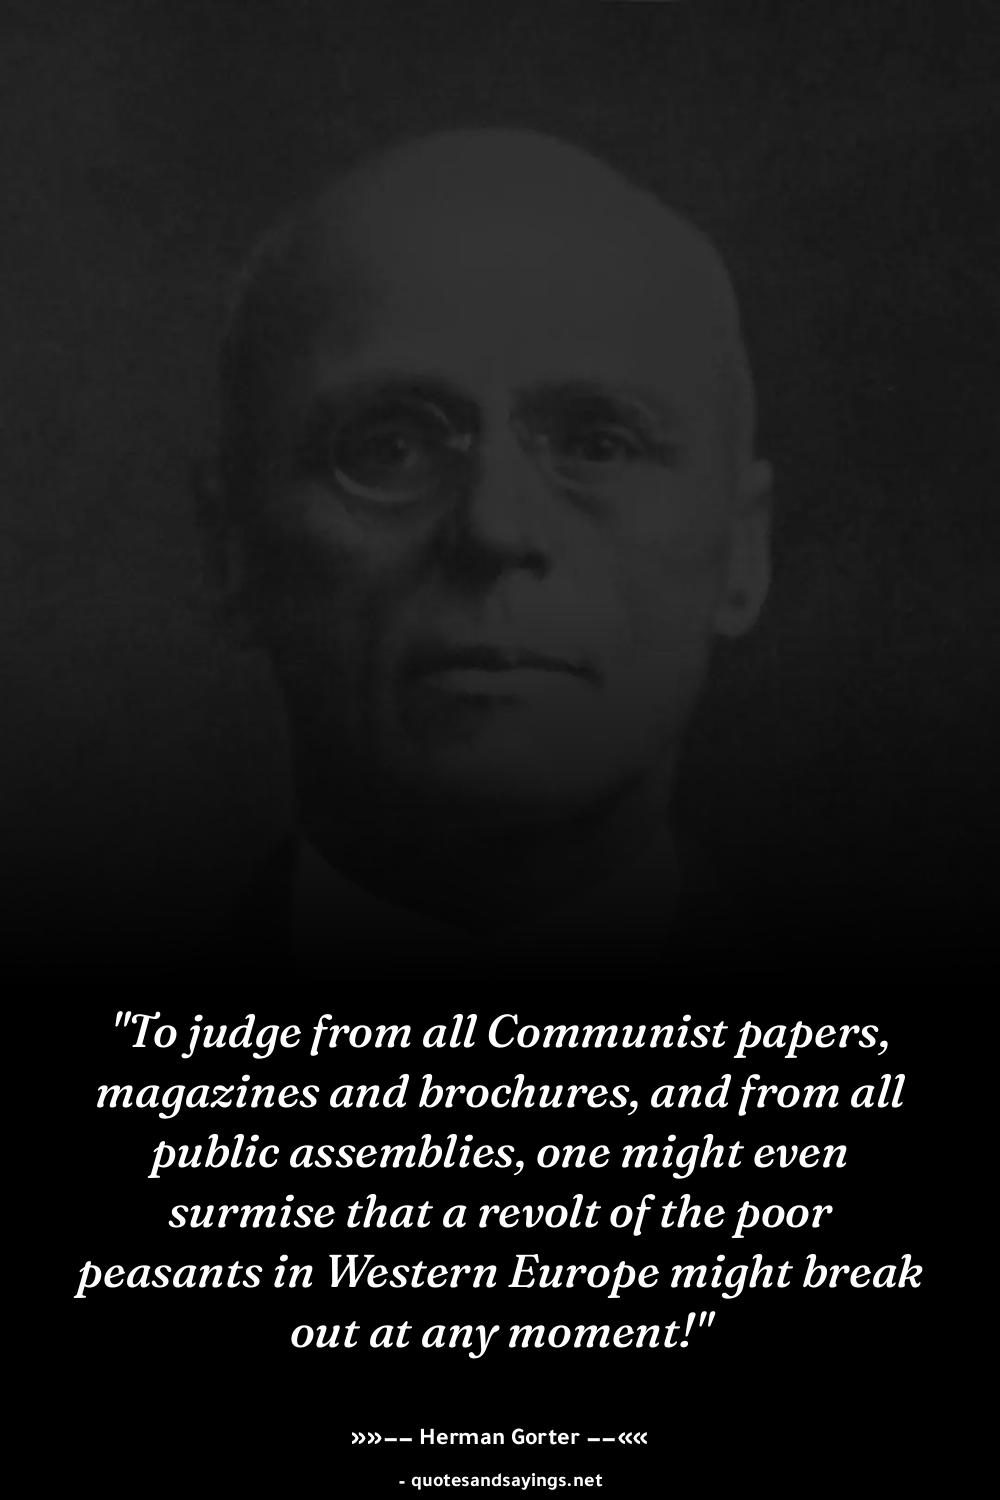 "To judge from all Communist papers,
magazines and brochures, and from all
public assemblies, one might even
surmise that a revolt of the poor
peasants in Western Europe might break
out at any moment!"
»»−− Herman Gorter −−««
- quotesandsayings.net